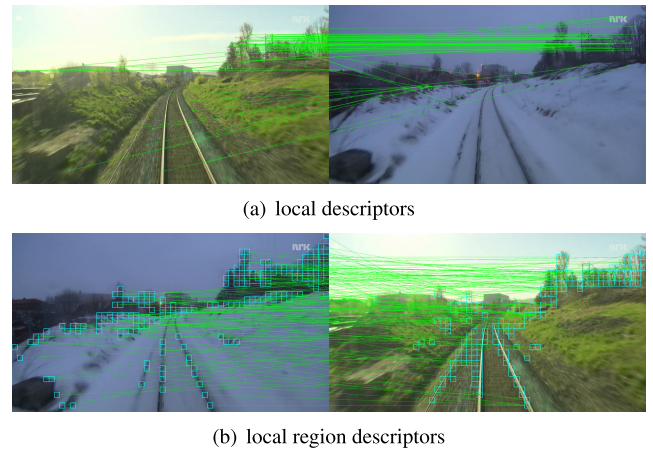 nrk
nrk
(a) local descriptors
nrk
nrk
(b) local region descriptors